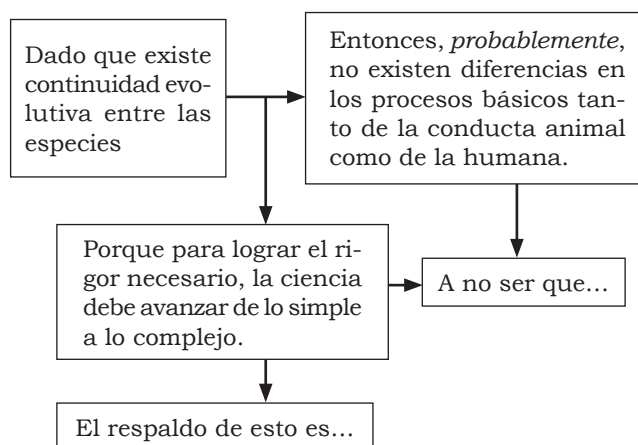 Dado que existe
continuidad evo-
lutiva entre las
especies
Entonces, probablemente,
no existen diferencias en
los procesos básicos tan-
to de la conducta animal
como de la humana.
Porque para lograr el ri-
gor necesario, la ciencia
debe avanzar de lo simple
a lo complejo.
A no ser que...
El respaldo de esto es...